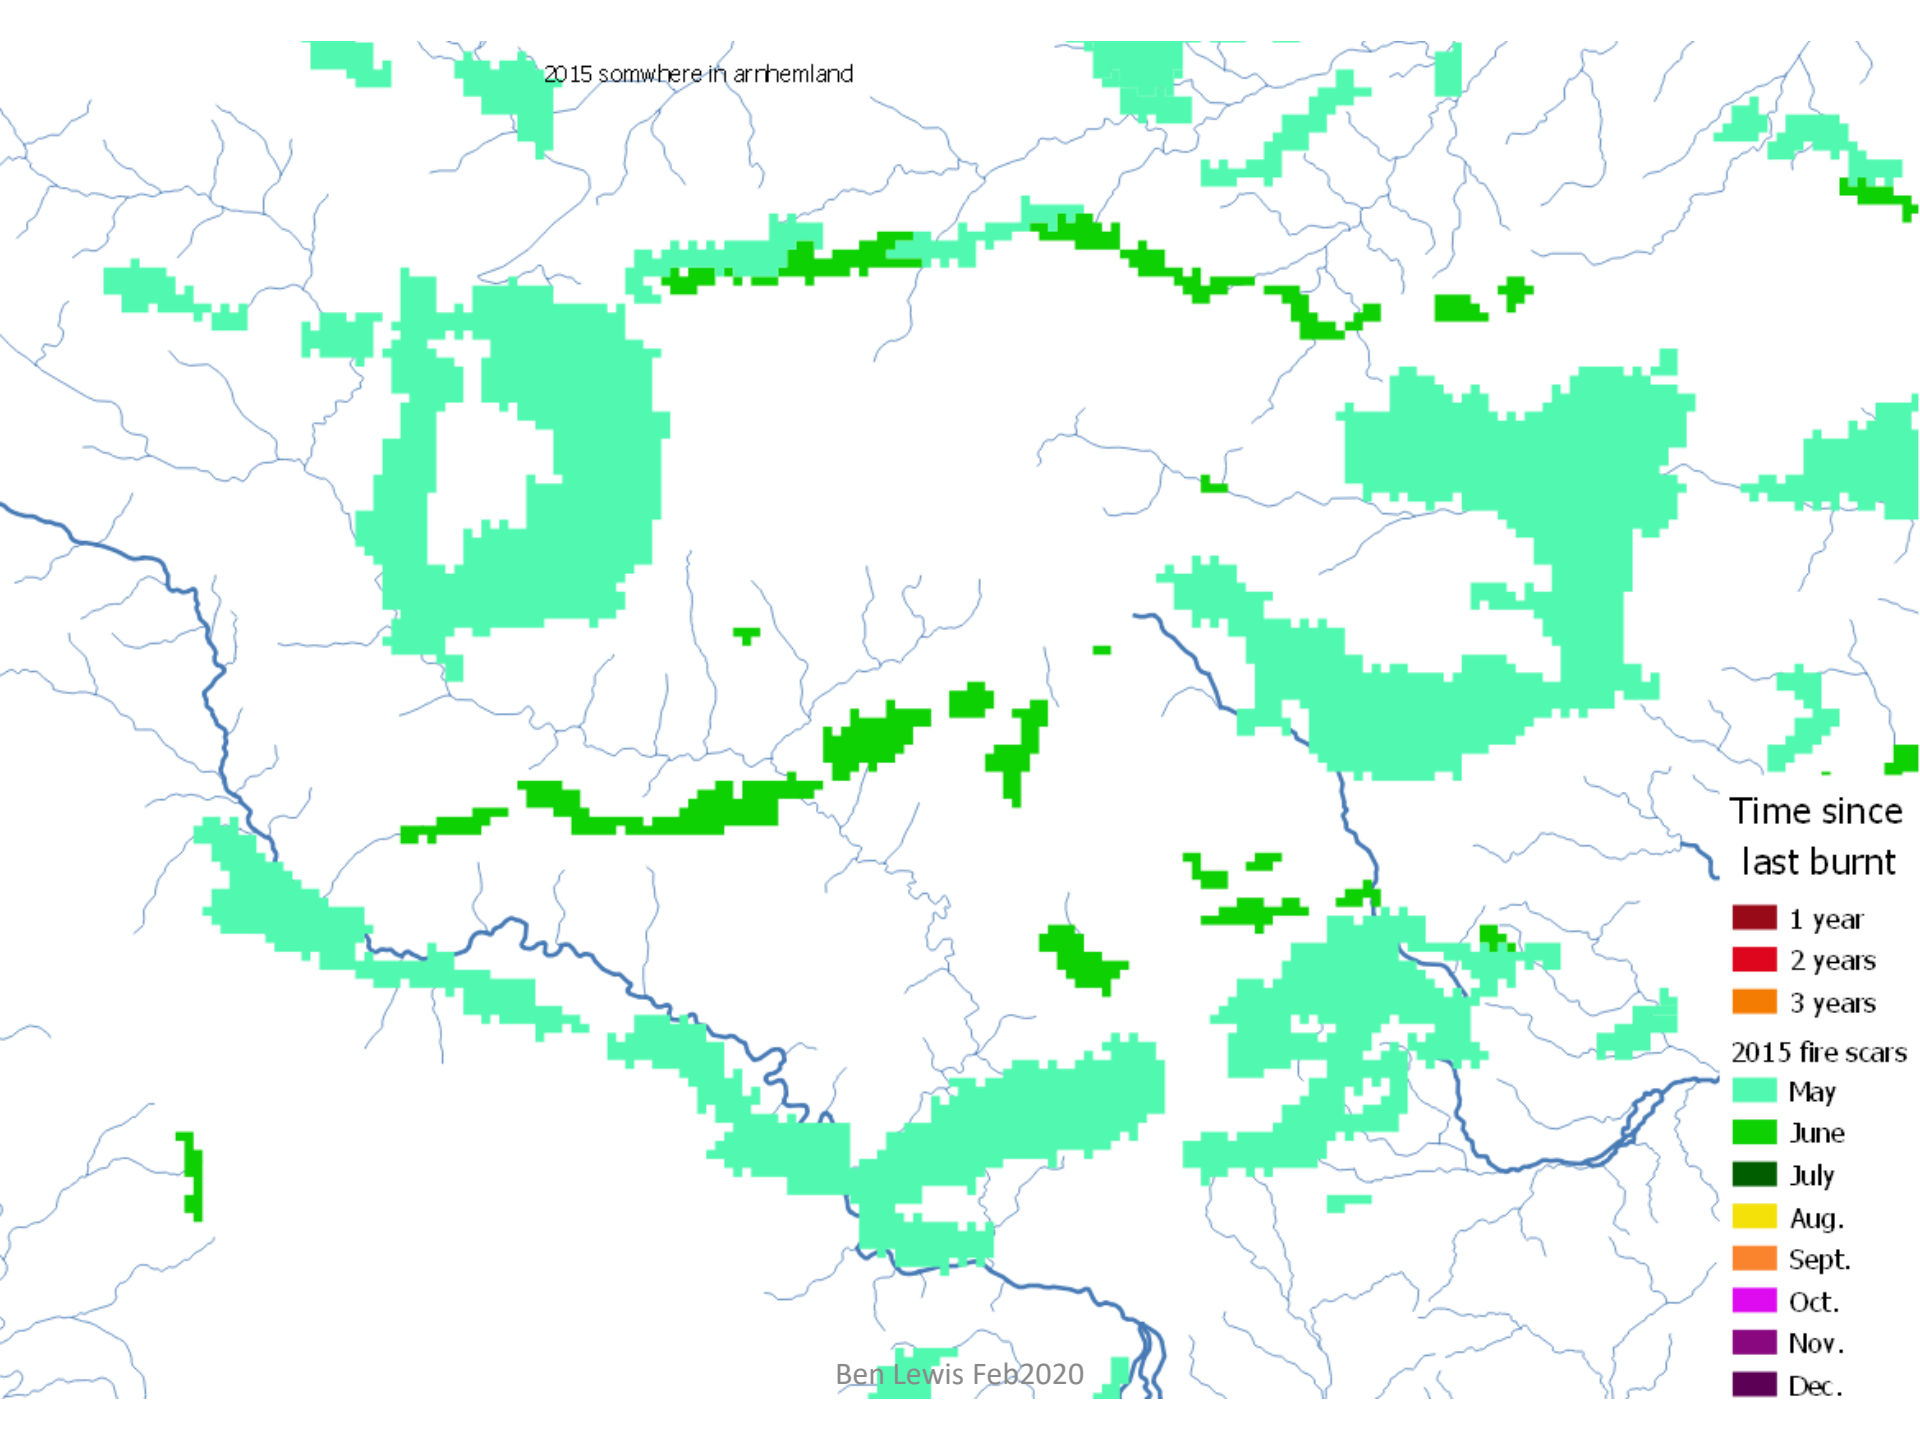 2015 somwhere in arnhemland
Time since
last burnt
1 year
2 years
3 years
2015 fire scars
May
June
July
Aug.
Sept.
Oct.
Nov.
Dec.
Ben Lewis Feb2020